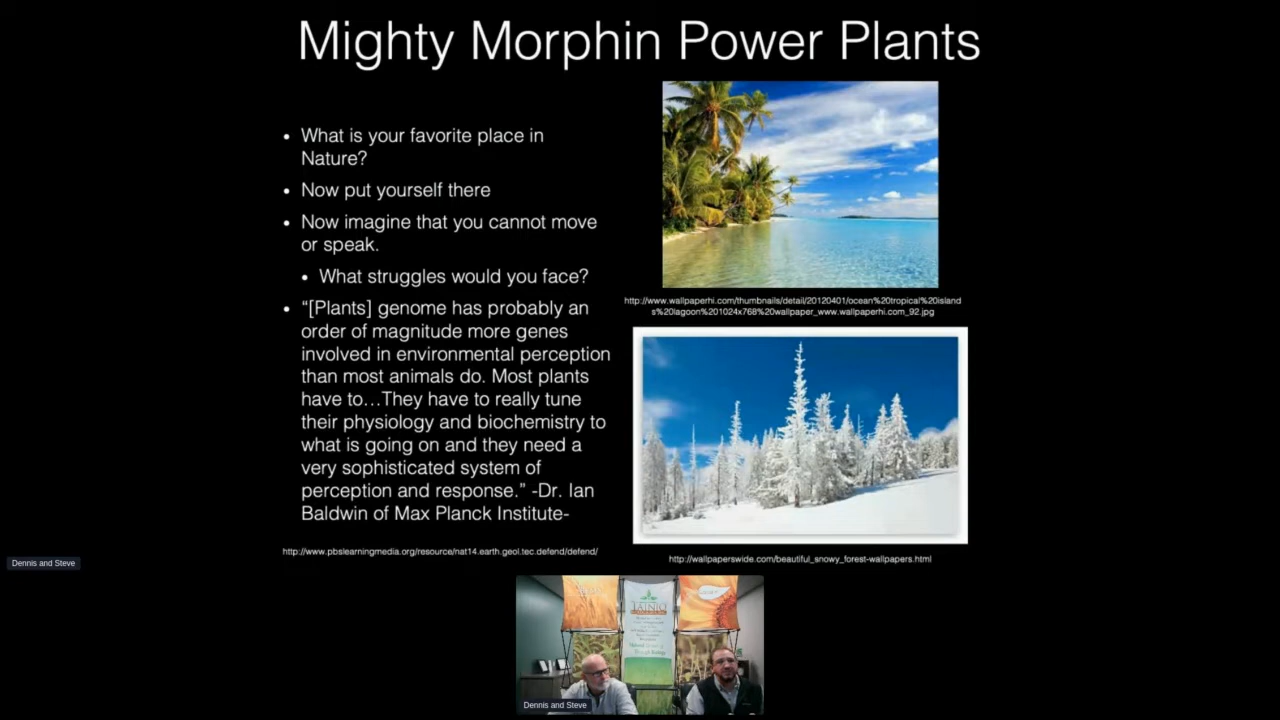 Mighty Morphin Power Plants
• What is your favorite place in
Nature?
• Now put yourself there
• Now imagine that you cannot move
or speak.
• What struggles would you face?
• “[Plants] genome has probably an
order of magnitude more genes
involved in environmental perception
than most animals do. Most plants
have to…They have to really tune
their physiology and biochemistry to
what is going on and they need a
very sophisticated system of
perception and response.” -Dr. Ian
Baldwin of Max Planck Institute-
http://www.pbslearningmedia.org/resource/nat14.earth.geol.tec.defend/defend/
http://www.wallpaperhi.com/thumbnails/detail/20120401/ocean%20tropical%20island
s%20lagoon%201024x768%20wallpaper_www.wallpaperhi.com_92.jpg
http://wallpaperswide.com/beautiful_snowy_forest-wallpapers.html
Dennis and Steve
TAINIO
Dennis and Steve